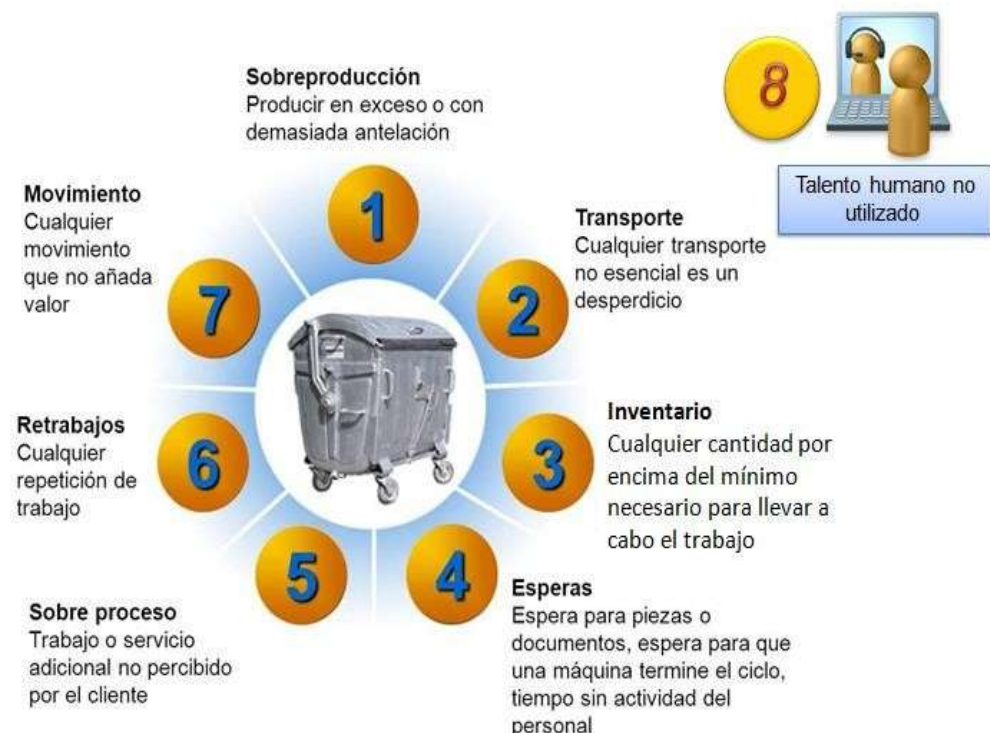 8
Talento humano no
utilizado
Sobreproducción
Producir en exceso o con
demasiada antelación
1
Transporte
Cualquier transporte
no esencial es un
desperdicio
2
Inventario
Cualquier cantidad por
encima del mínimo
necesario para llevar a
cabo el trabajo
3
Esperas
Espera para piezas o
documentos, espera para que
una máquina termine el ciclo,
tiempo sin actividad del
personal
4
Sobre proceso
Trabajo o servicio
adicional no percibido
por el cliente
5
Retrabajos
Cualquier
repetición de
trabajo
6
Movimiento
Cualquier
movimiento
que no añada
valor
7